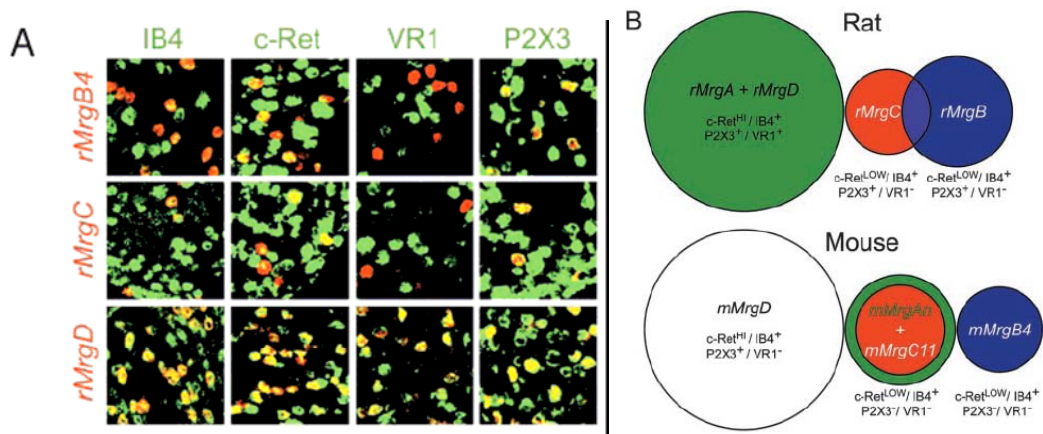 A
IB4 c-Ret VR1 P2X3
rMrgB4
rMrgC
rMrgD
B
Rat
rMrgA + rMrgD
c-Ret^HI / IB4^+
P2X3^+ / VR1^+
rMrgC
rMrgB
c-Ret^LOW / IB4^+
P2X3^+ / VR1^-
c-Ret^LOW / IB4^+
P2X3^+ / VR1^-
Mouse
mMrgD
c-Ret^HI / IB4^+
P2X3^+ / VR1^-
mMrgAn
+
mMrgC11
mMrgB4
c-Ret^LOW / IB4^+
P2X3^-/ VR1^-
c-Ret^LOW / IB4^+
P2X3^-/ VR1^-